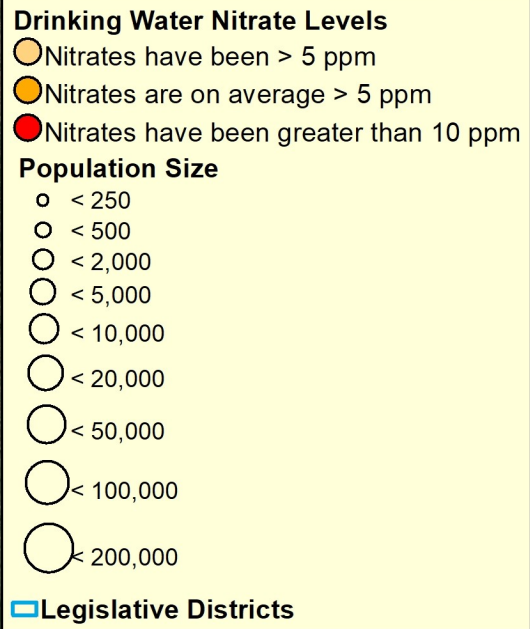 Drinking Water Nitrate Levels
Nitrates have been > 5 ppm
Nitrates are on average > 5 ppm
Nitrates have been greater than 10 ppm
Population Size
< 250
< 500
< 2,000
< 5,000
< 10,000
< 20,000
< 50,000
< 100,000
< 200,000
Legislative Districts